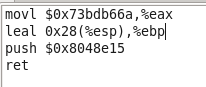 movl $0x73bdb66a,%eax
leal 0x28(%esp),%ebp
push $0x8048e15
ret